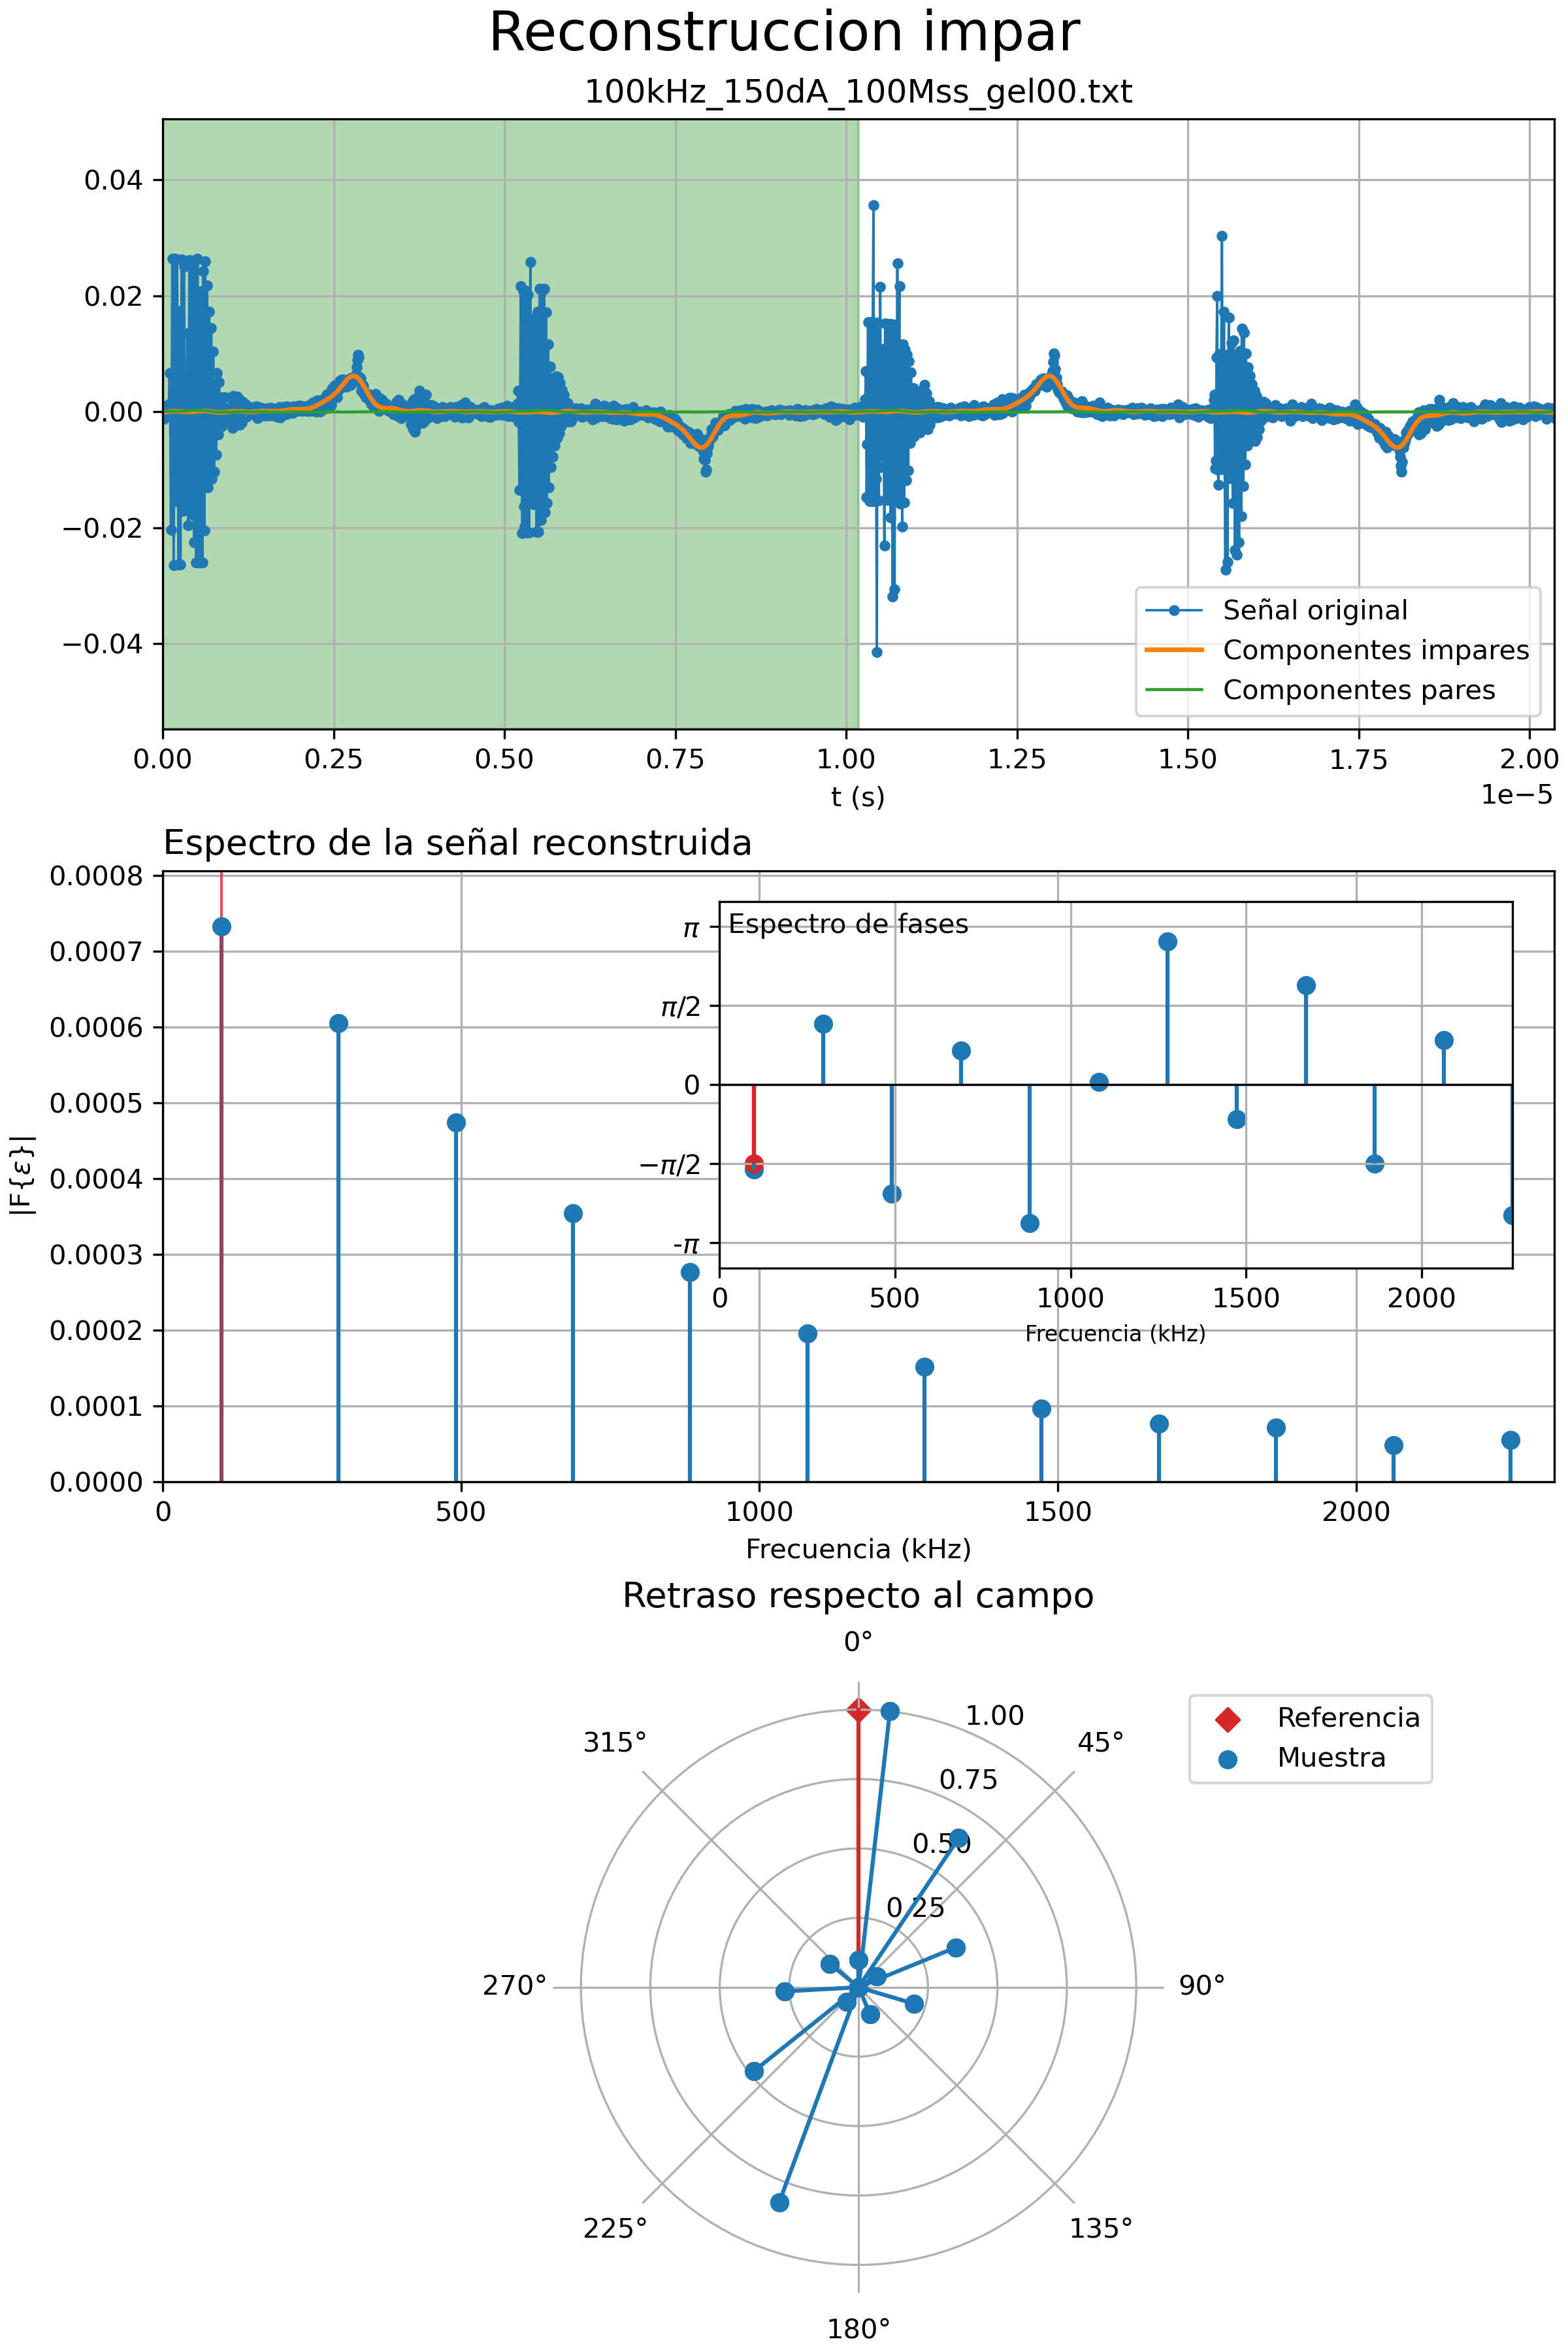 Reconstruccion impar
100kHz_150dA_100Mss_gel00.txt
0.04
0.02
0.00
−0.02
−0.04
Señal original
Componentes impares
Componentes pares
0.00 0.25 0.50 0.75 1.00 1.25 1.50 1.75 2.00
t (s)
1e−5
Espectro de la señal reconstruida
0.0008
0.0007
0.0006
0.0005
0.0004
0.0003
0.0002
0.0001
0.0000
|F{ε}|
Espectro de fases
π
π/2
0
−π/2
-π
0 500 1000 1500 2000
Frecuencia (kHz)
0 500 1000 1500 2000
Frecuencia (kHz)
Retraso respecto al campo
0°
315°
45°
270°
90°
225°
135°
180°
1.00
0.75
0.50
0.25
Referencia
Muestra